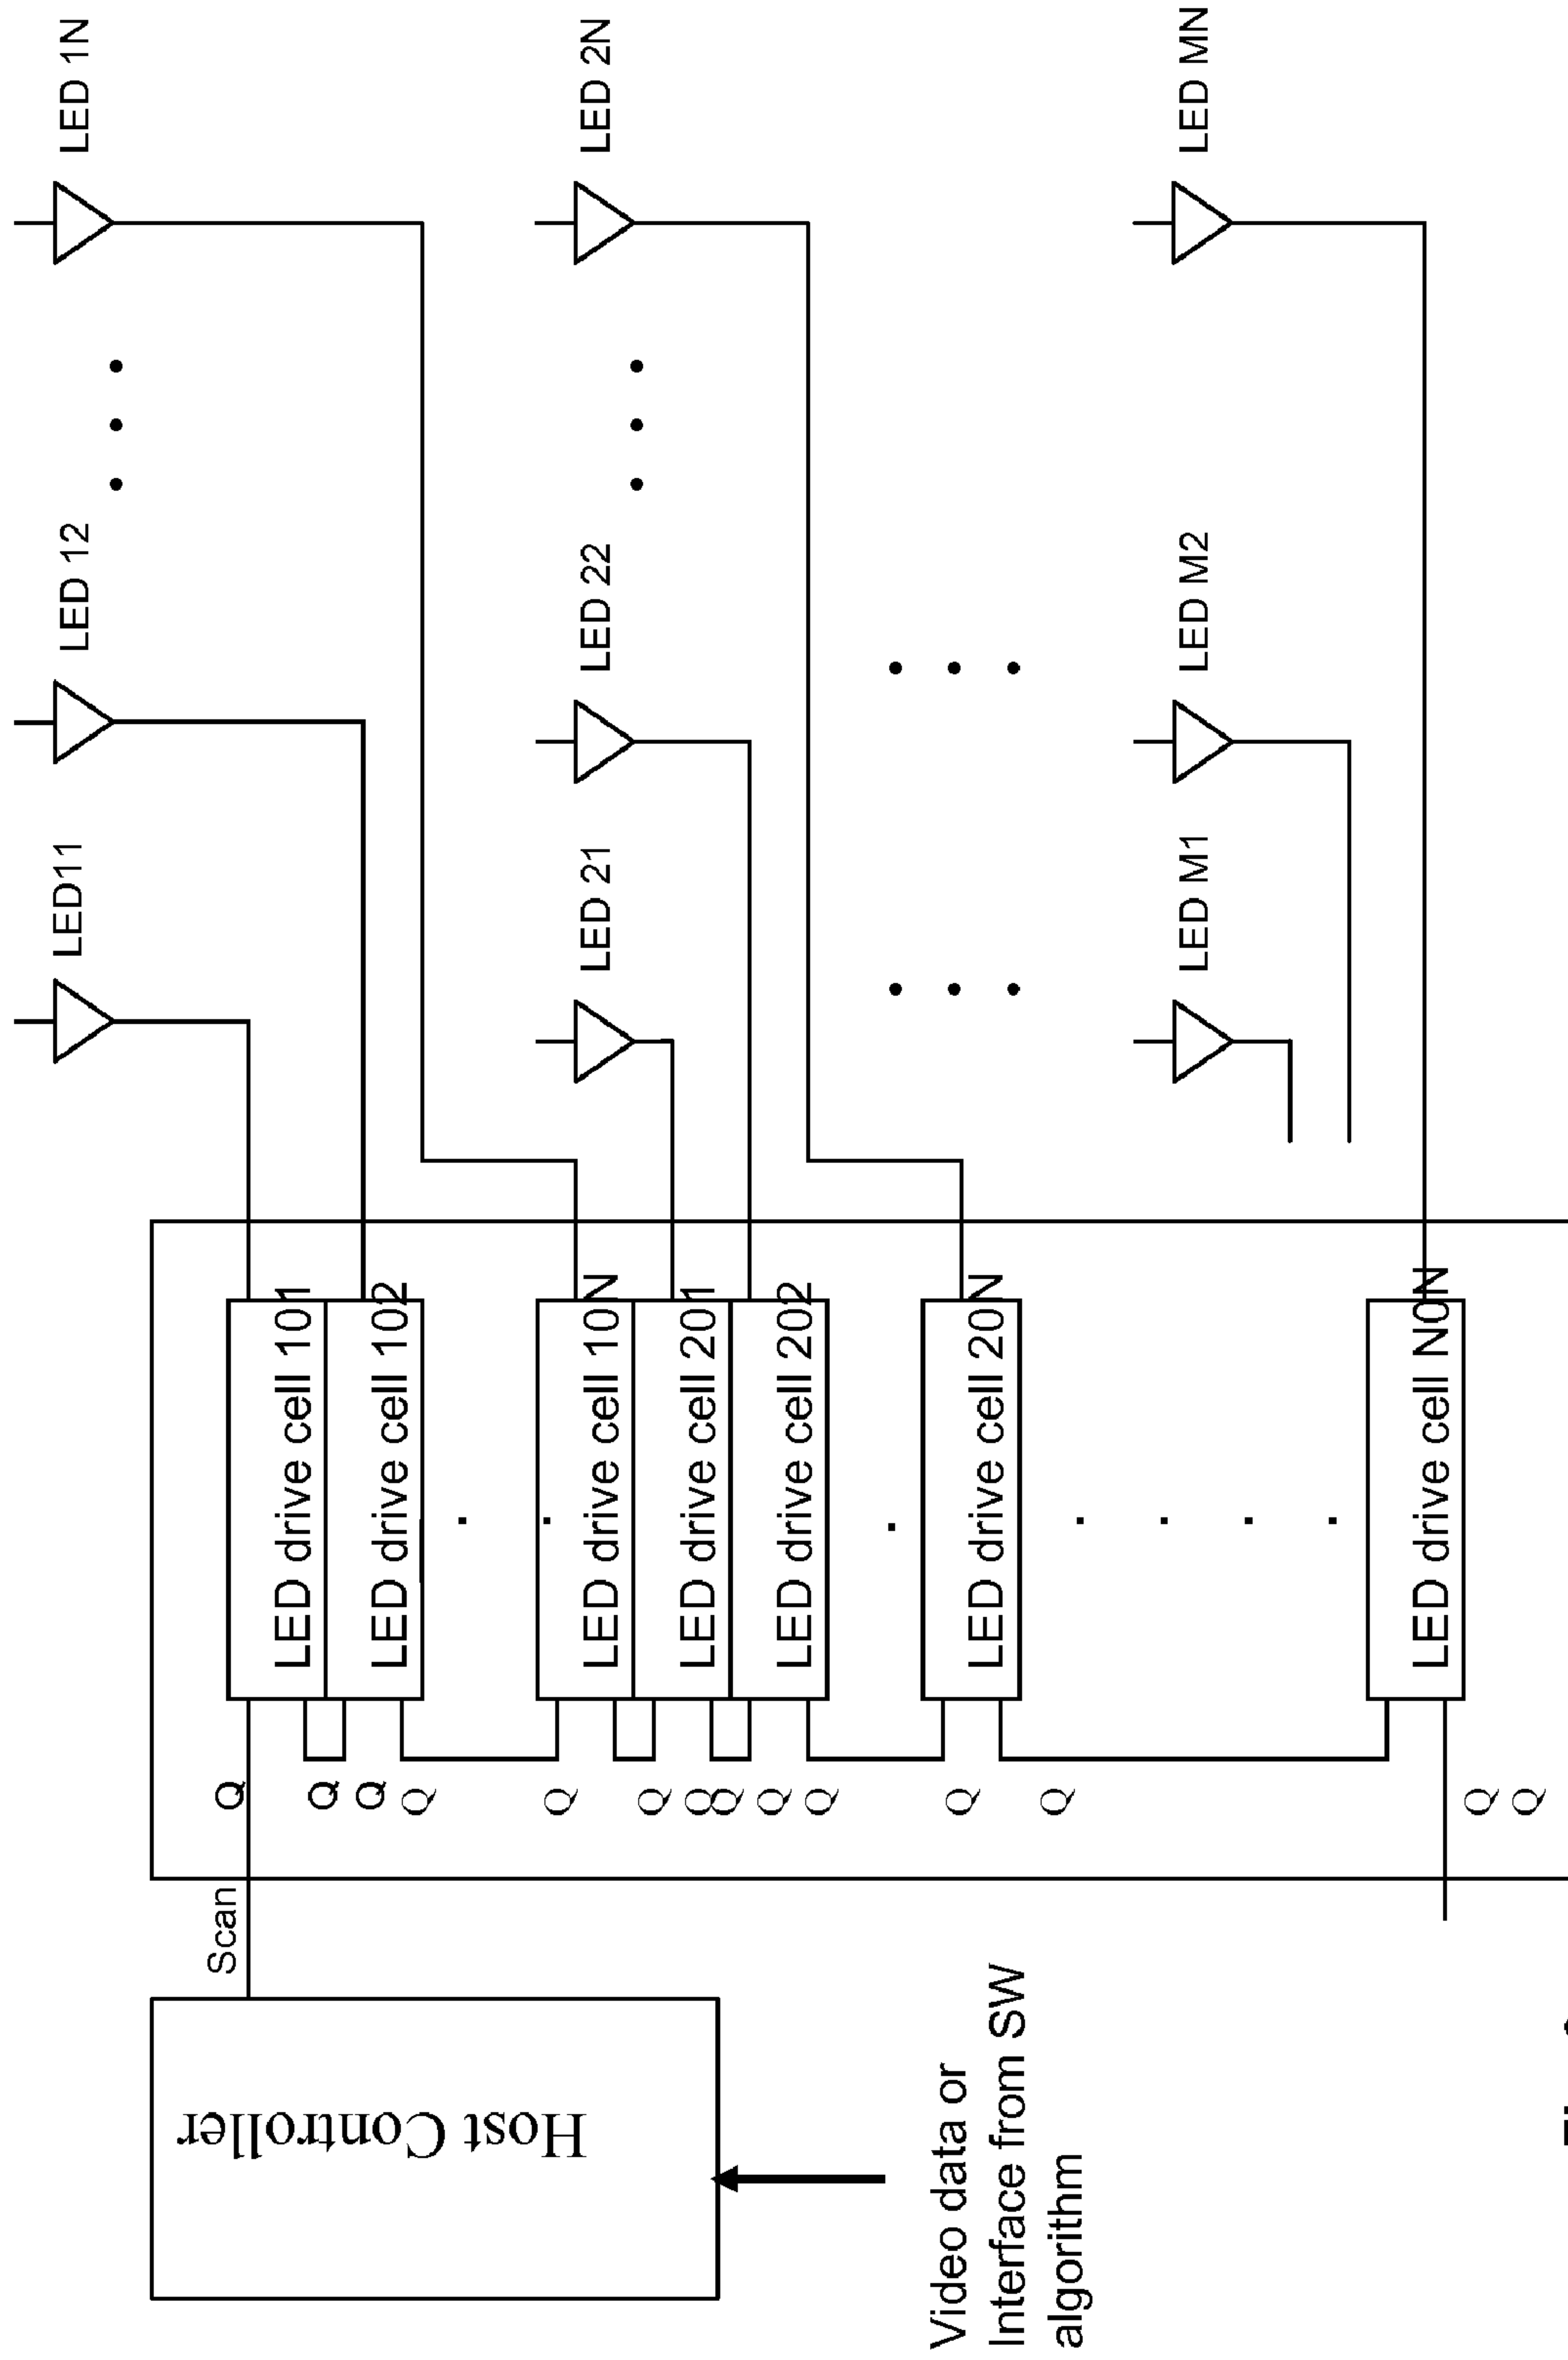 LED11
LED 12
LED 1N
Host Controller
Scan
Q
Q
Q
Q
Q
Q
Q
Q
Q
Q
Q
Q
Q
Q
LED drive cell 101
LED drive cell 102
LED drive cell 10N
LED drive cell 201
LED drive cell 202
LED drive cell 20N
LED drive cell N0N
LED 21
LED 22
LED 2N
LED M1
LED M2
LED MN
Video data or
Interface from SW
algorithm